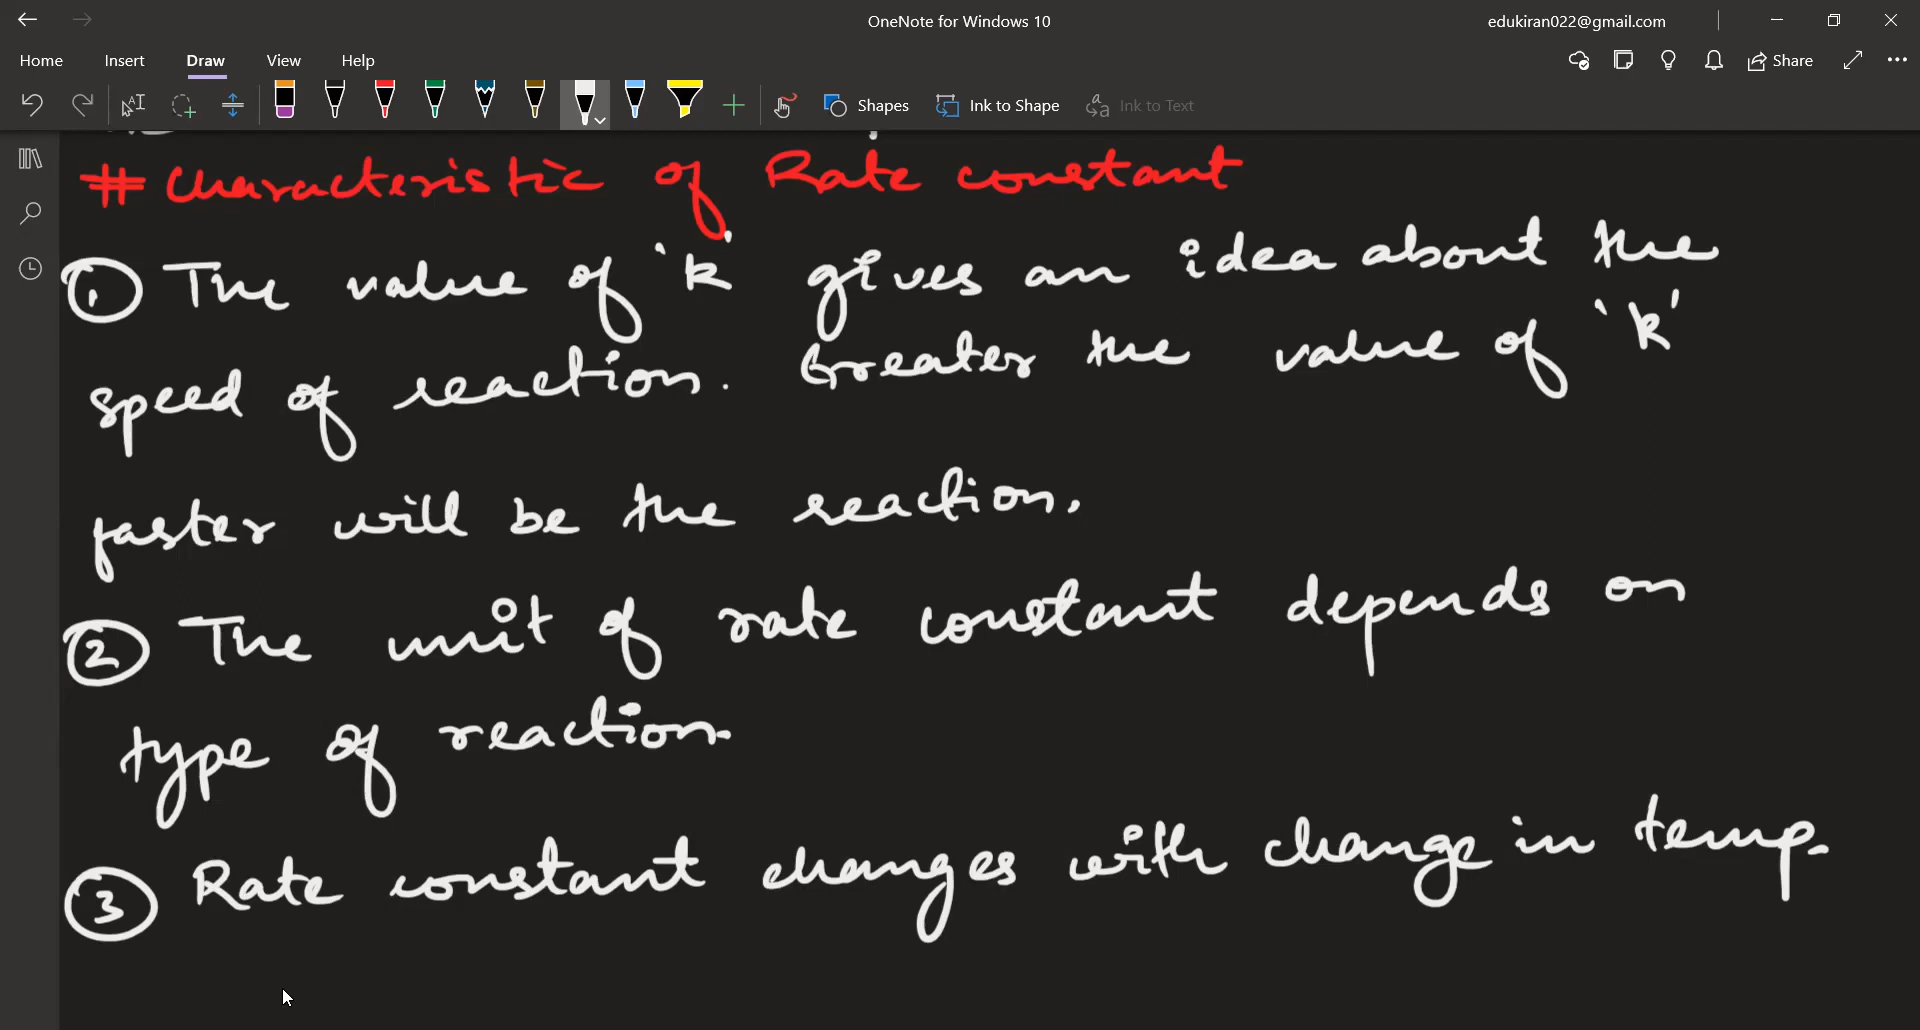 OneNote for Windows 10
edukiran022@gmail.com
Home Insert Draw View Help
Share
Shapes Ink to Shape Ink to Text
# Characteristic of Rate constant
① The value of 'k' gives an idea about the
speed of reaction. Greater the value of 'k'
faster will be the reaction.
② The unit of rate constant depends on
type of reaction
③ Rate constant changes with change in temp.